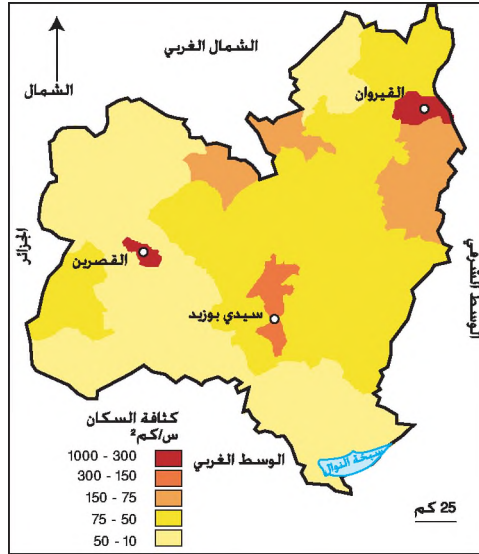 الشمال الغربي
الشمال
القيروان
الجزائر
القصرين
الوسط الشرقي
سيدي بوزيد
كثافة السكان
س/كم²
300 - 1000
150 - 300
75 - 150
50 - 75
10 - 50
الوسط الغربي
سبخة النوال
25 كم